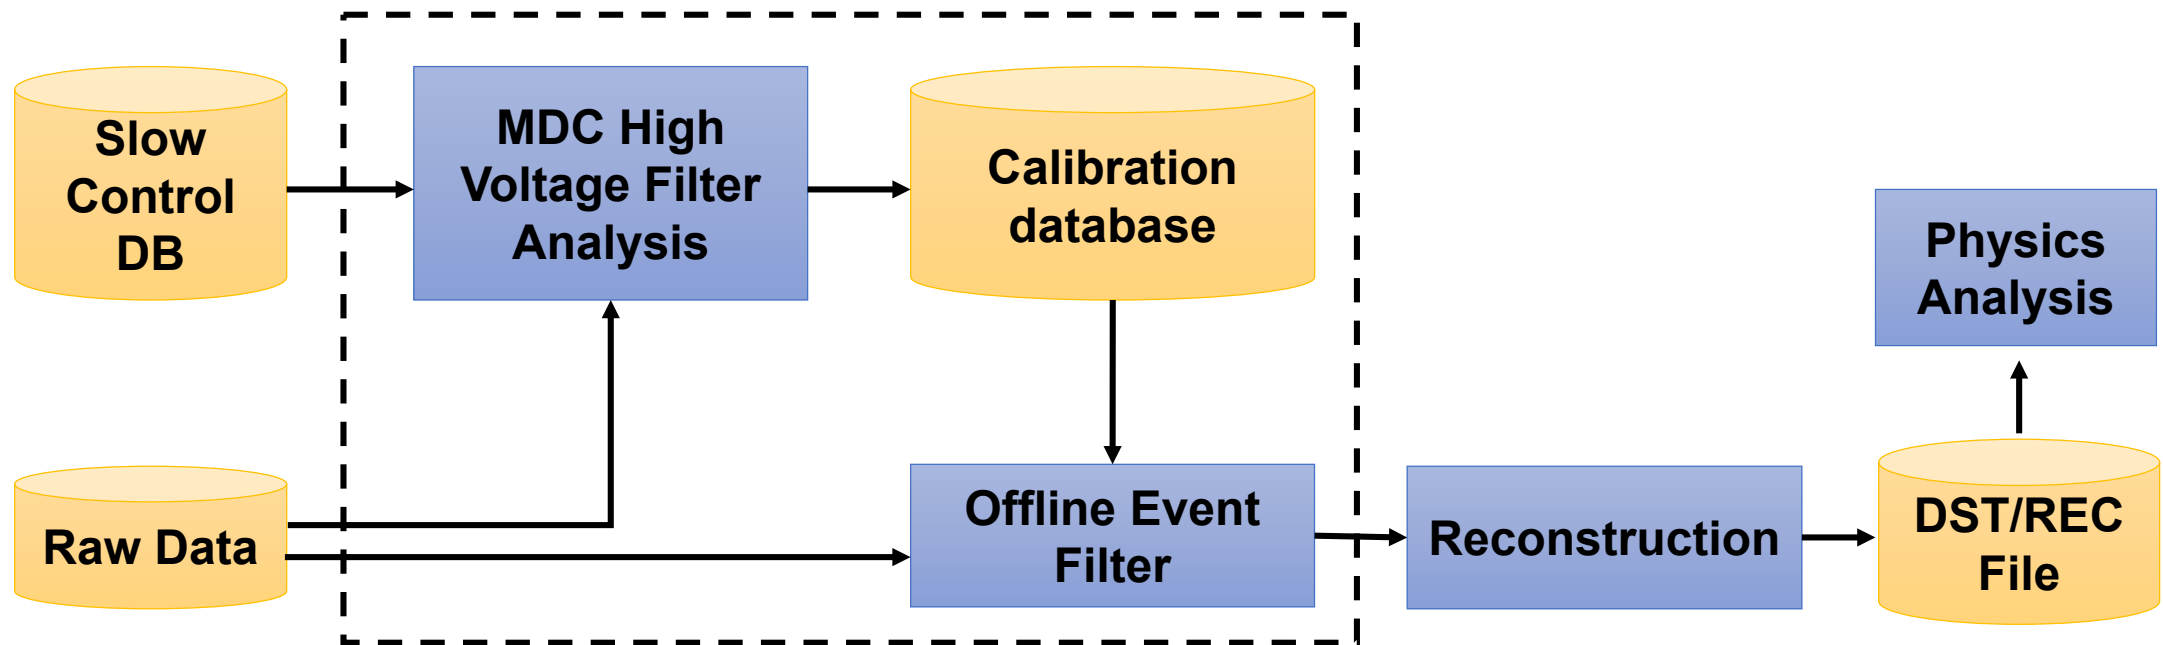 Slow
Control
DB
MDC High
Voltage Filter
Analysis
Calibration
database
Physics
Analysis
Raw Data
Offline Event
Filter
Reconstruction
DST/REC
File